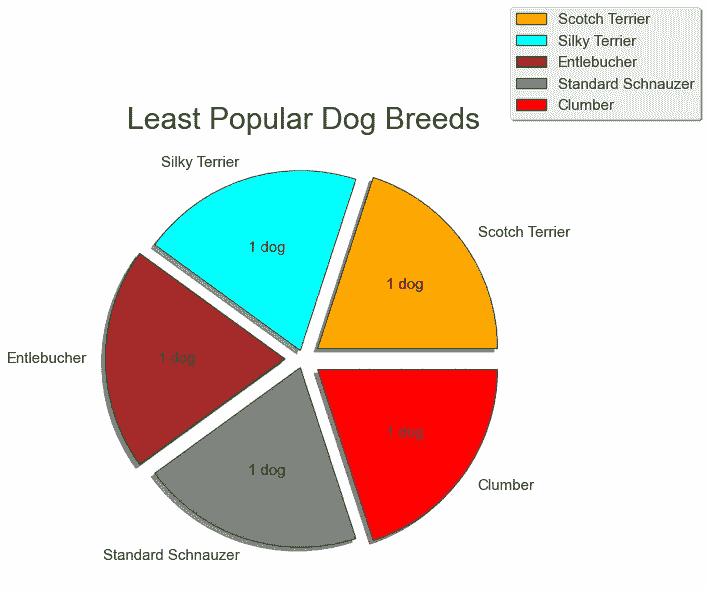 Scotch Terrier
Silky Terrier
Entlebucher
Standard Schnauzer
Clumber
Least Popular Dog Breeds
Silky Terrier
Scotch Terrier
1 dog
1 dog
Entlebucher
1 dog
1 dog
1 dog
Clumber
Standard Schnauzer